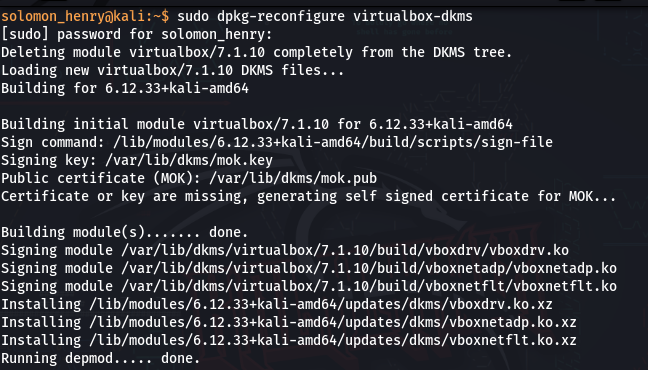 solomon_henry@kali:~$ sudo dpkg-reconfigure virtualbox-dkms
[sudo] password for solomon_henry:
Deleting module virtualbox/7.1.10 completely from the DKMS tree.
Loading new virtualbox/7.1.10 DKMS files...
Building for 6.12.33+kali-amd64

Building initial module virtualbox/7.1.10 for 6.12.33+kali-amd64
Sign command: /lib/modules/6.12.33+kali-amd64/build/scripts/sign-file
Signing key: /var/lib/dkms/mok.key
Public certificate (MOK): /var/lib/dkms/mok.pub
Certificate or key are missing, generating self signed certificate for MOK...

Building module(s)....... done.
Signing module /var/lib/dkms/virtualbox/7.1.10/build/vboxdrv/vboxdrv.ko
Signing module /var/lib/dkms/virtualbox/7.1.10/build/vboxnetadp/vboxnetadp.ko
Signing module /var/lib/dkms/virtualbox/7.1.10/build/vboxnetflt/vboxnetflt.ko
Installing /lib/modules/6.12.33+kali-amd64/updates/dkms/vboxdrv.ko.xz
Installing /lib/modules/6.12.33+kali-amd64/updates/dkms/vboxnetadp.ko.xz
Installing /lib/modules/6.12.33+kali-amd64/updates/dkms/vboxnetflt.ko.xz
Running depmod..... done.